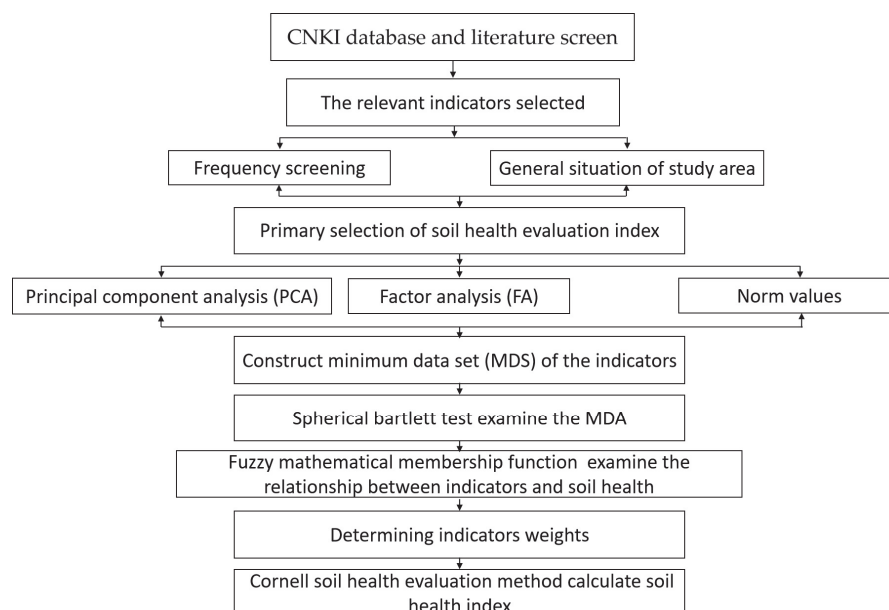 CNKI database and literature screen
The relevant indicators selected
Frequency screening
General situation of study area
Primary selection of soil health evaluation index
Principal component analysis (PCA)
Factor analysis (FA)
Norm values
Construct minimum data set (MDS) of the indicators
Spherical bartlett test examine the MDA
Fuzzy mathematical membership function examine the
relationship between indicators and soil health
Determining indicators weights
Cornell soil health evaluation method calculate soil
health index